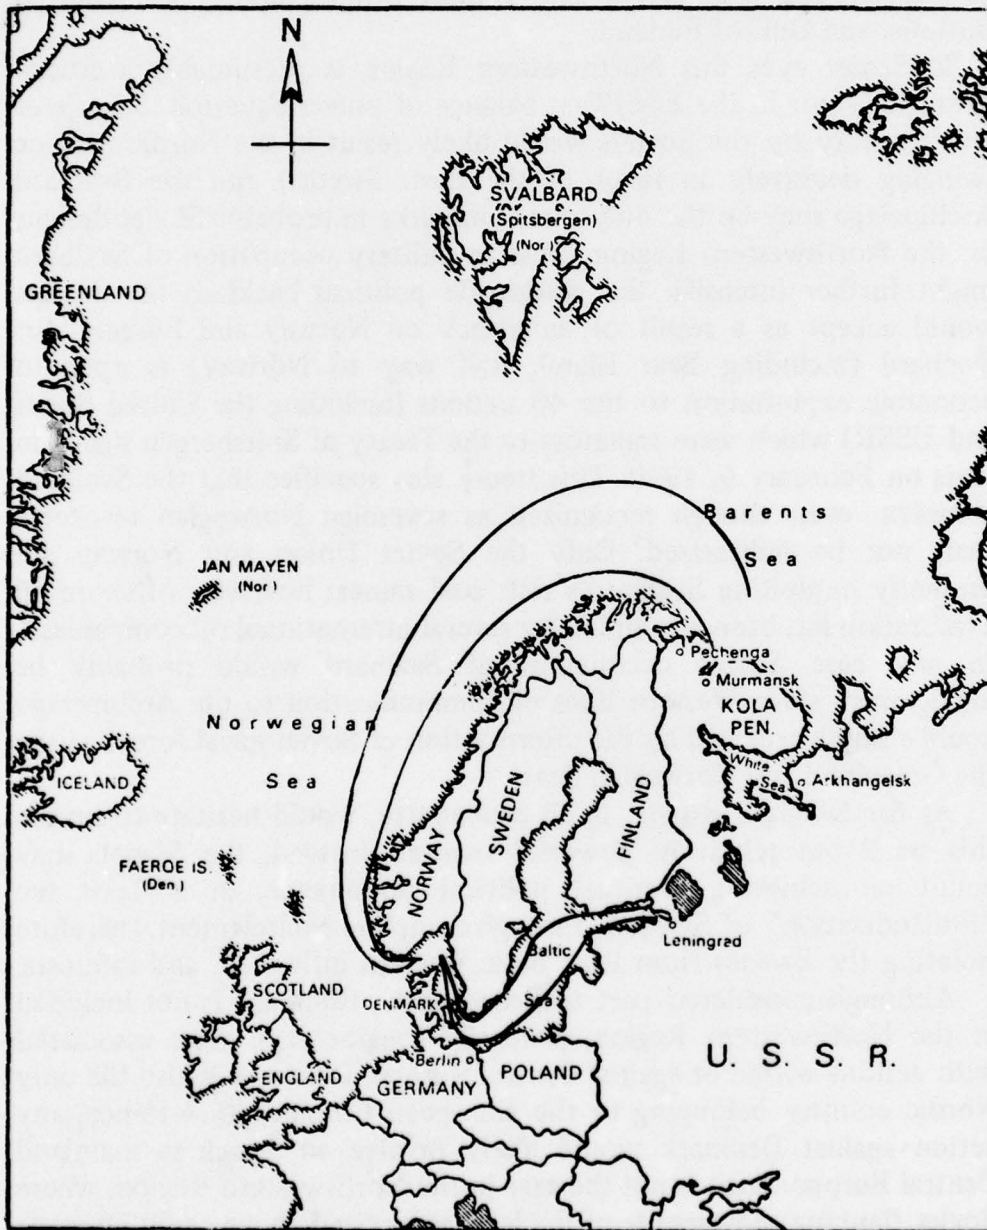 N
SVALBARD
(Spitsbergen)
(Nor.)
GREENLAND
Barents
Sea
JAN MAYEN
(Nor.)
Pechenga
Murmansk
KOLA
PEN.
Norwegian
Sea
White
Sea
Arkhangelsk
ICELAND
SWEDEN
FINLAND
NORWAY
FAEROE IS.
(Den.)
Leningrad
Baltic
Sea
SCOTLAND
DENMARK
Berlin
U. S. S. R.
ENGLAND
GERMANY
POLAND